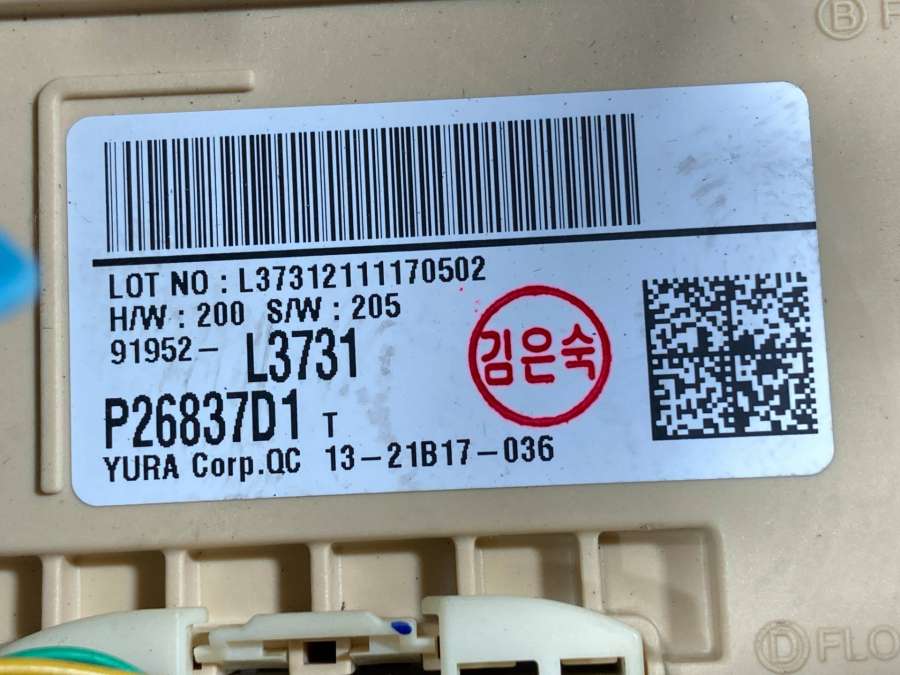 B
LOT NO : L37312111170502
H/W : 200 S/W : 205
91952- L3731
김은숙
P26837D1 T
YURA Corp.QC 13-21B17-036
D